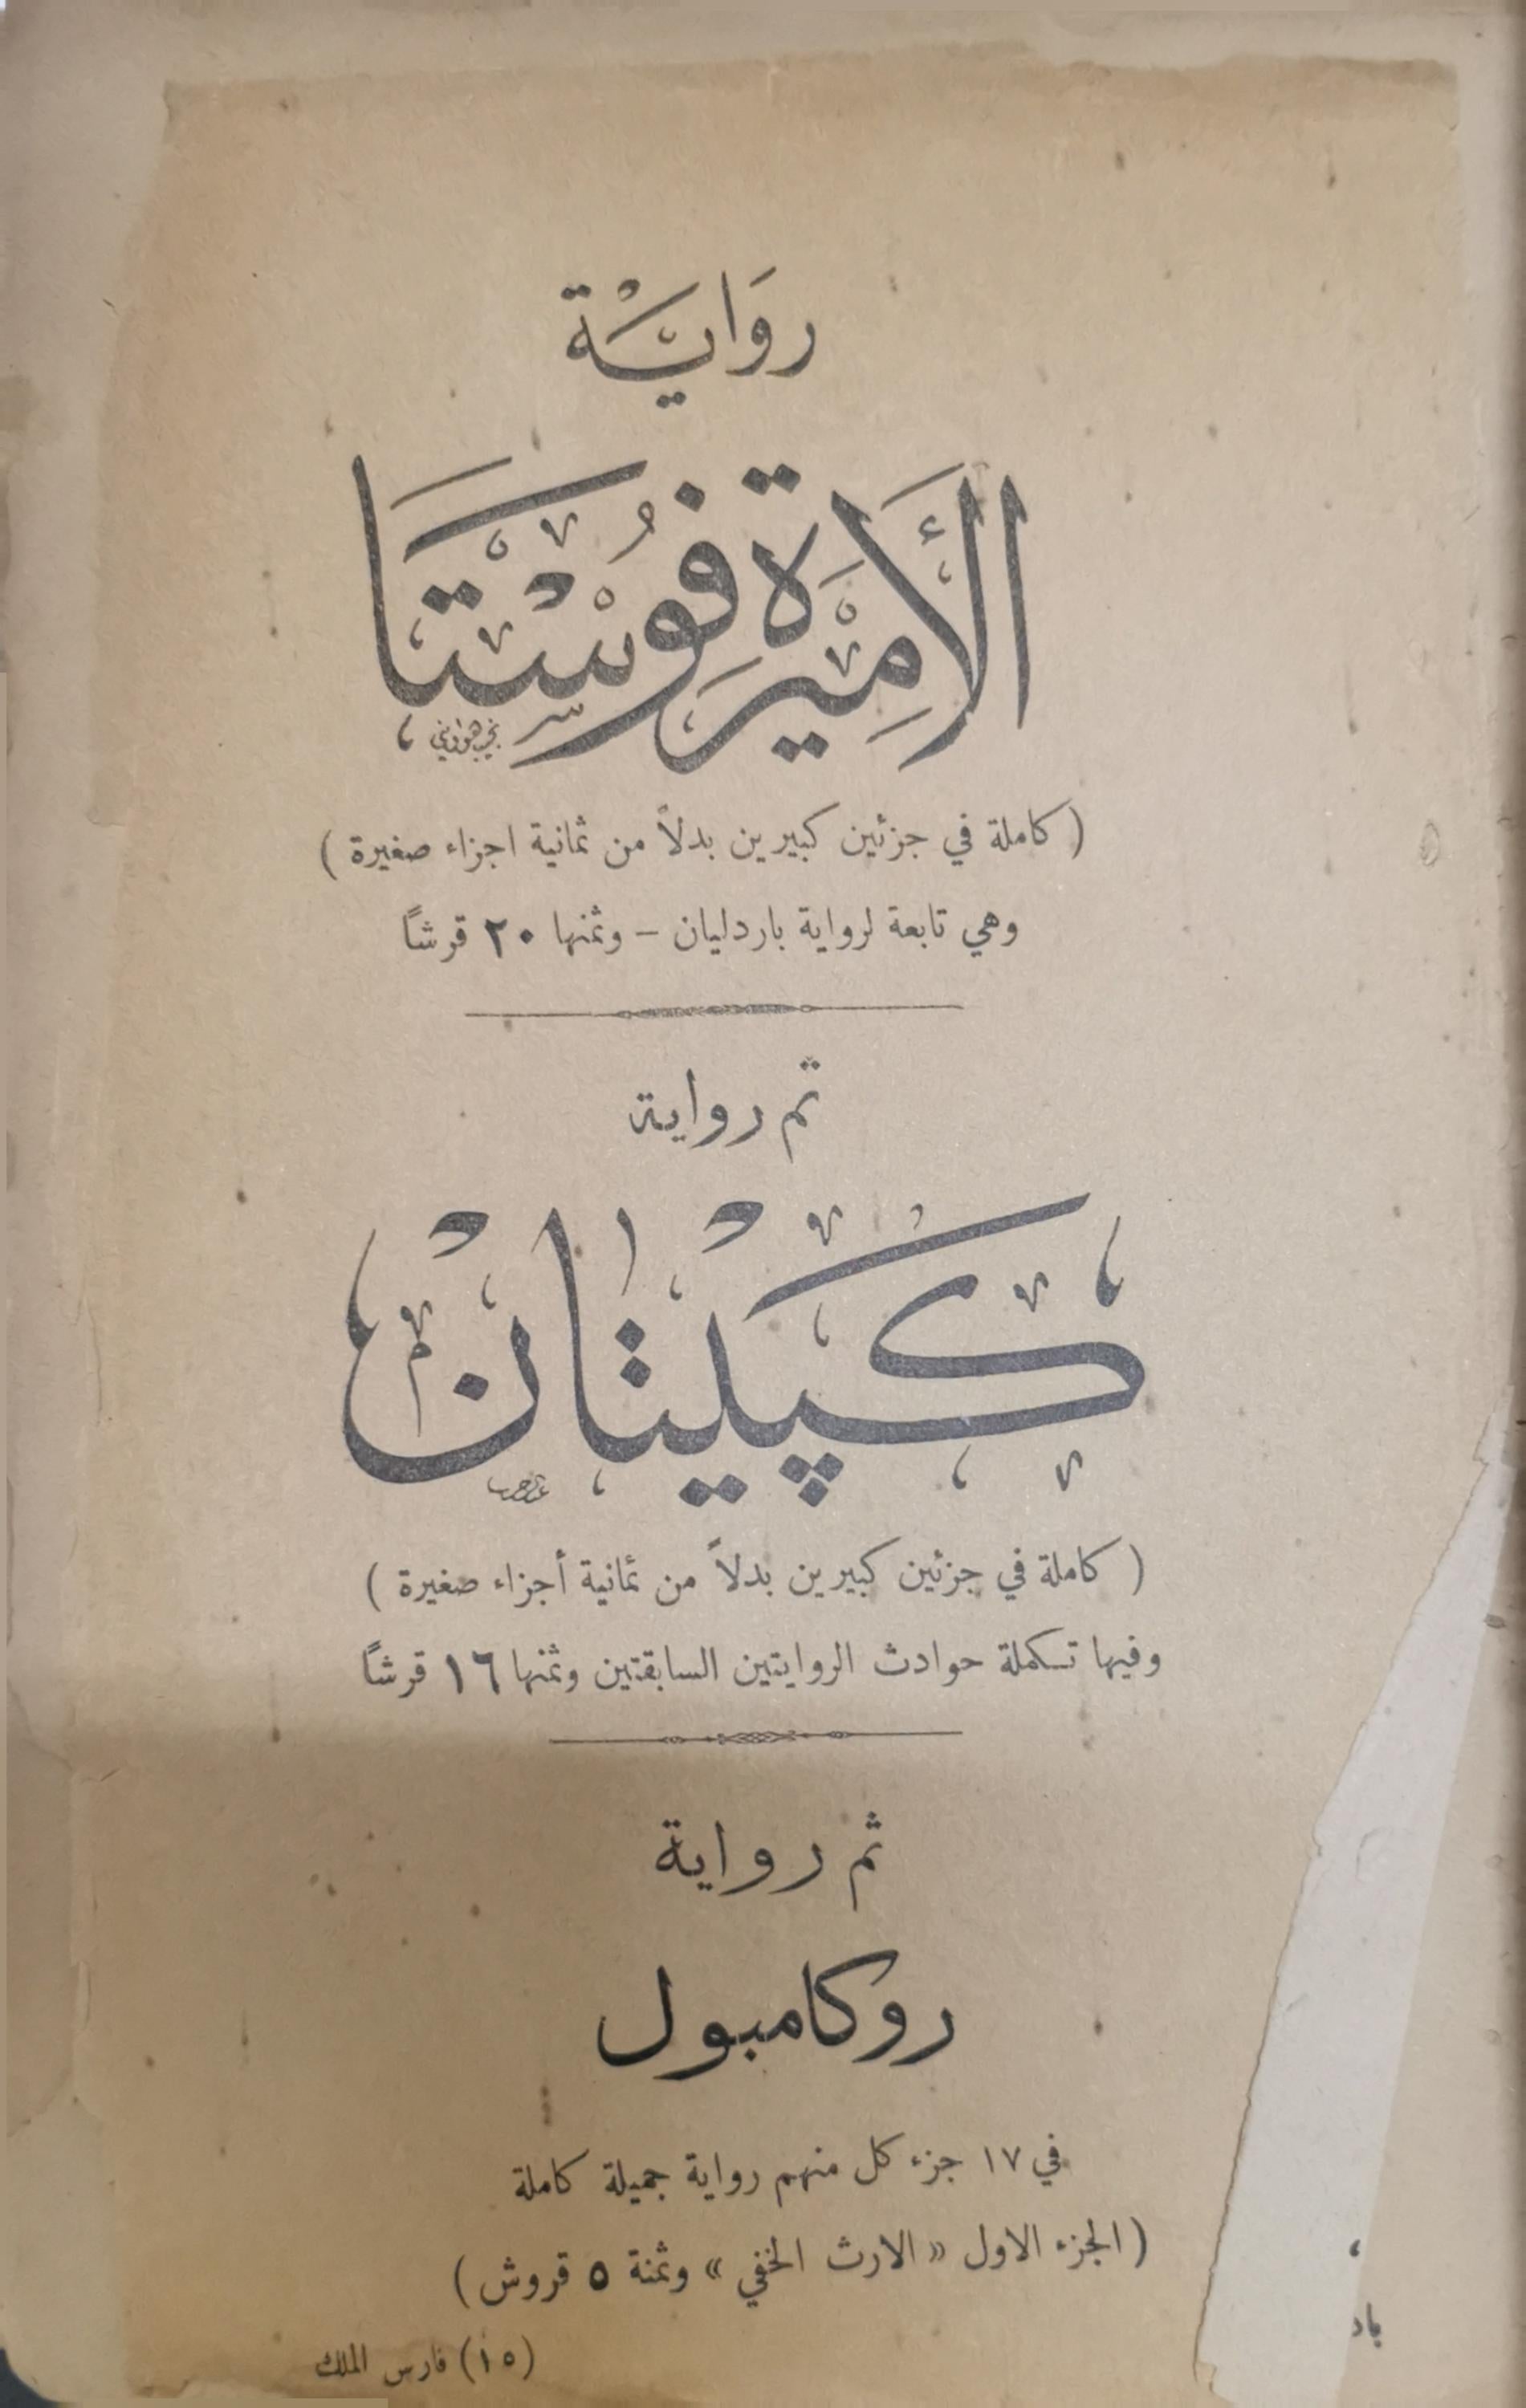 رواية
الأميرة فوستا
(كاملة في جزئين كبيرين بدلاً من ثمانية اجزاء صغيرة)
وهي تابعة لرواية باردليان – وثمنها ٢٠ قرشاً
ثم رواية
كپيتان
(كاملة في جزئين كبيرين بدلاً من ثمانية أجزاء صغيرة)
وفيها تكملة حوادث الروايتين السابقتين وثمنها ١٦ قرشاً
ثم رواية
روكامبول
في ١٧ جزء كل منهم رواية جميلة كاملة
(الجزء الاول «الارث الخفي» وثمنة ٥ قروش)
(١٥) فارس الملك